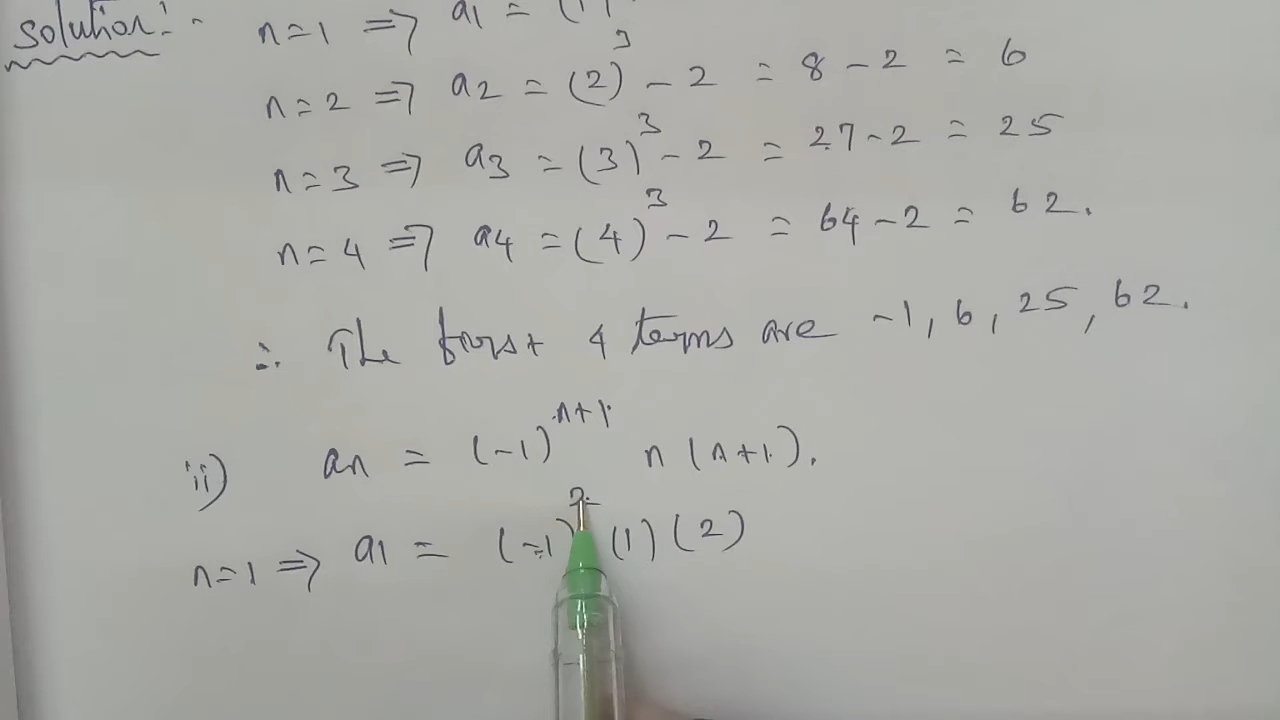 Solution:- n=1 ⇒ a1 = (1)
n=2 ⇒ a2 = (2)³ - 2 = 8 - 2 = 6
n=3 ⇒ a3 = (3)³ - 2 = 27 - 2 = 25
n=4 ⇒ a4 = (4)³ - 2 = 64 - 2 = 62.
∴ The first 4 terms are -1, 6, 25, 62.
ii) an = (-1)ⁿ⁺¹ n(n+1).
n=1 ⇒ a1 = (-1)² (1) (2)